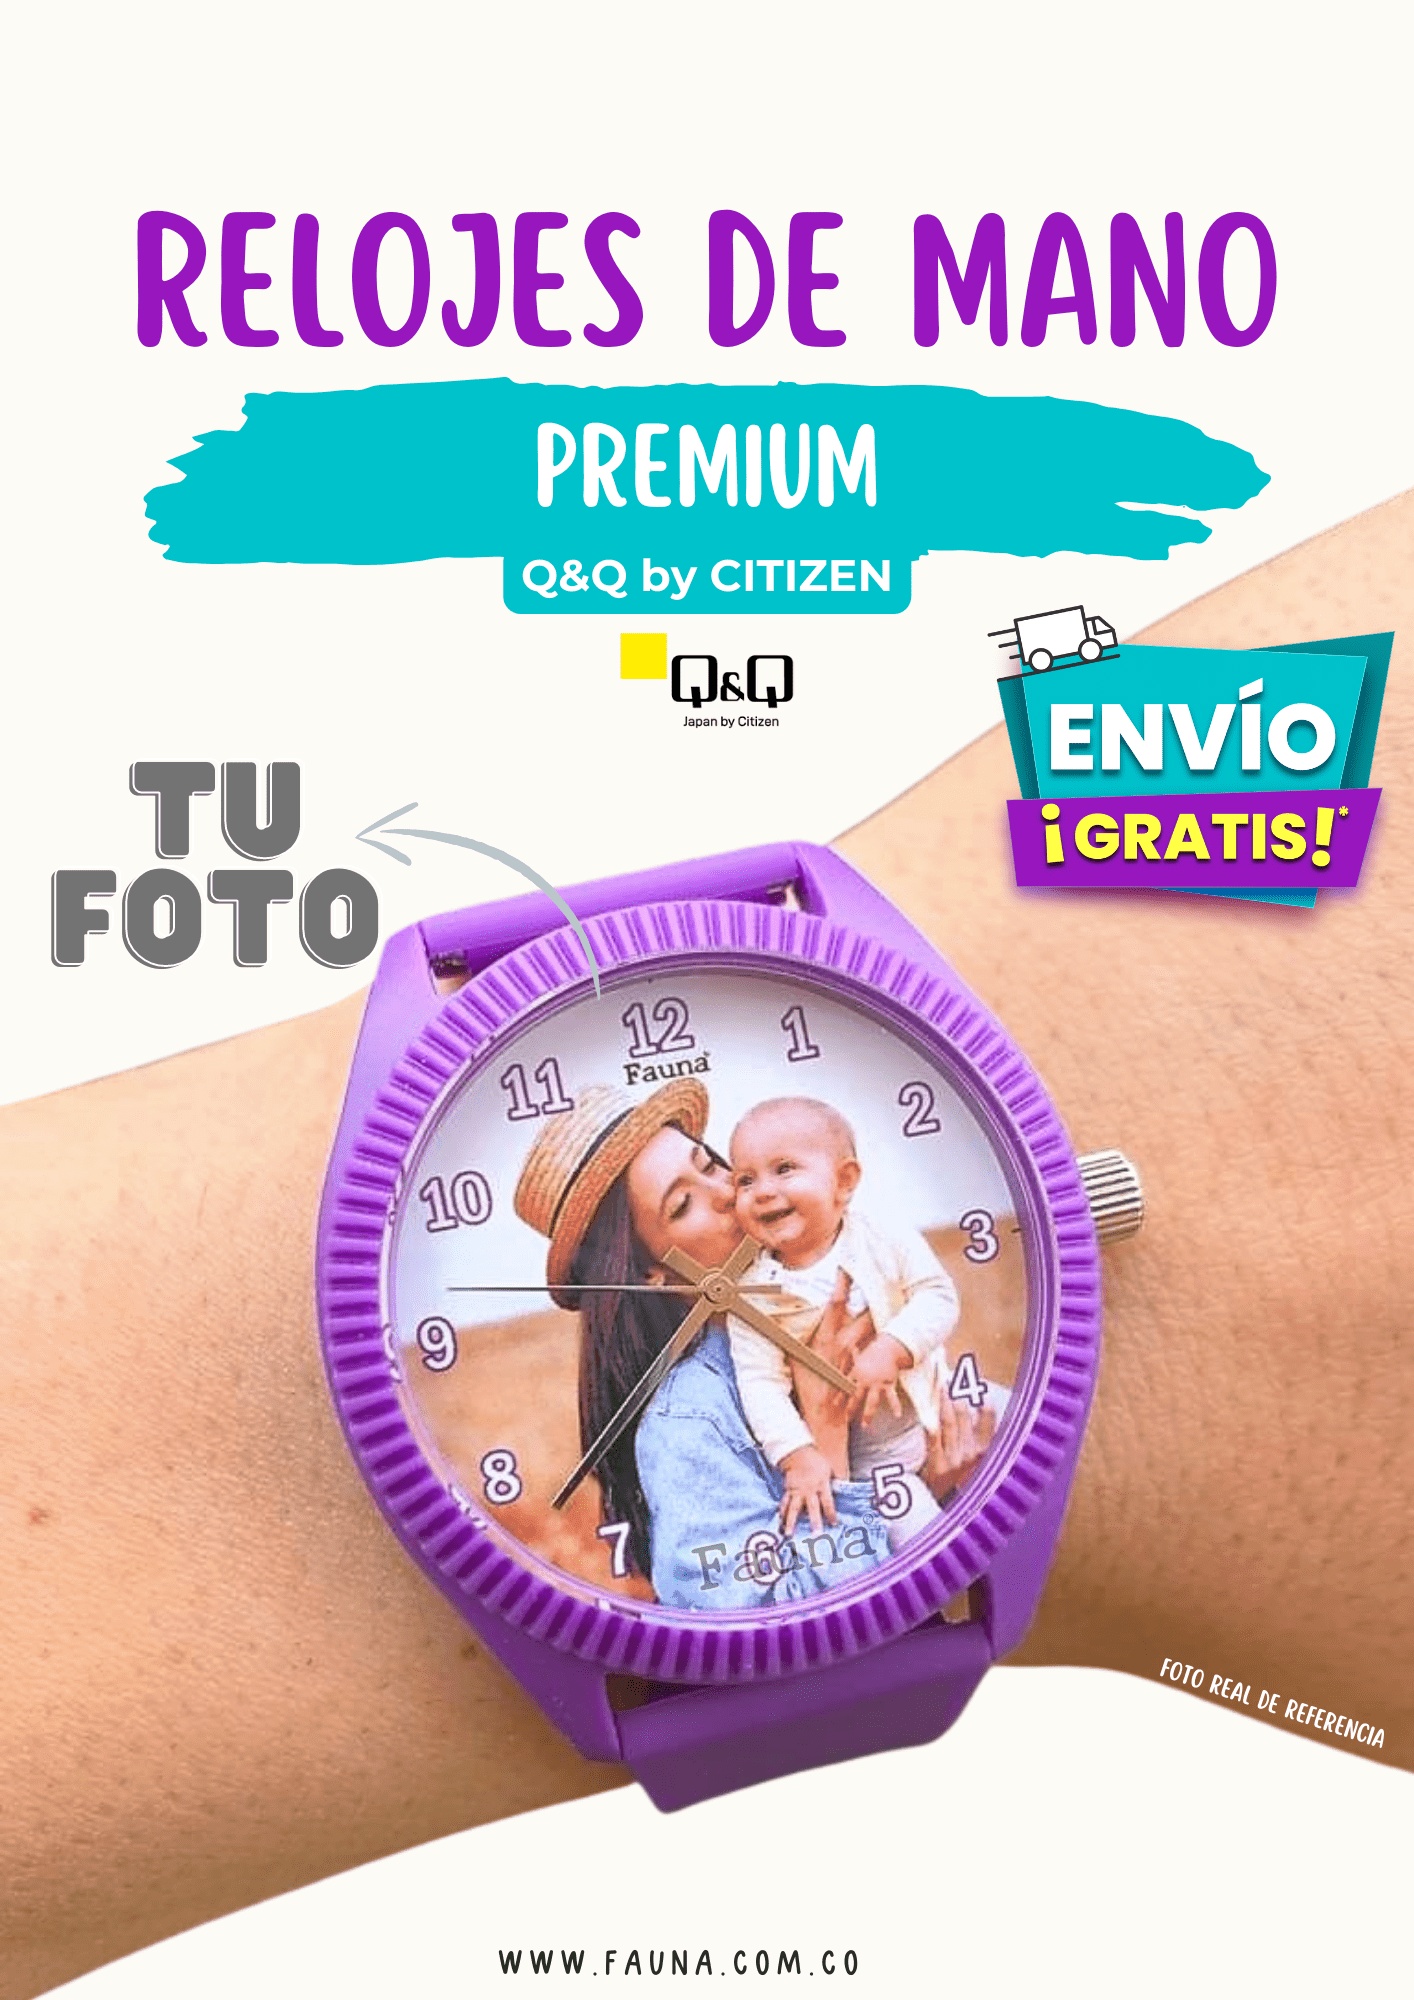 RELOJES DE MANO
PREMIUM
Q&Q by CITIZEN
Q&Q
Japan by Citizen
ENVÍO
¡GRATIS!*
TU
FOTO
12
1
Fauna®
11
2
10
3
9
4
8
5
7
6
Fauna®
FOTO REAL DE REFERENCIA
WWW.FAUNA.COM.CO